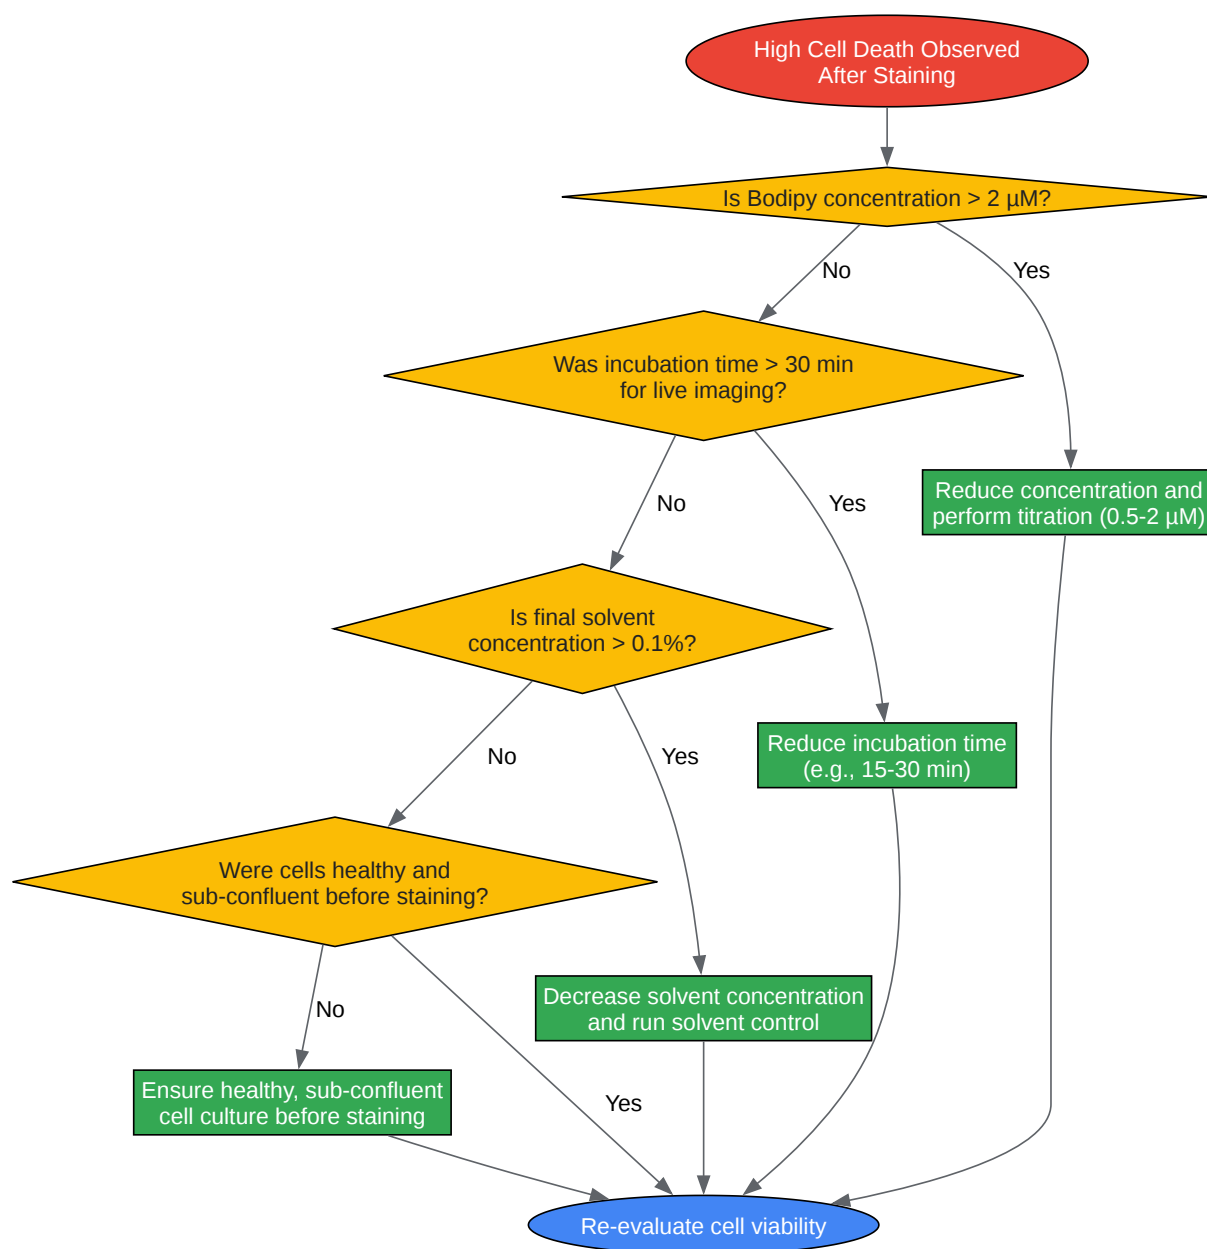 High Cell Death Observed
After Staining
Is Bodipy concentration > 2 µM?
No
Yes
Was incubation time > 30 min
for live imaging?
Reduce concentration and
perform titration (0.5-2 µM)
No
Yes
Is final solvent
concentration > 0.1%?
Reduce incubation time
(e.g., 15-30 min)
No
Yes
Were cells healthy and
sub-confluent before staining?
Decrease solvent concentration
and run solvent control
No
Yes
Ensure healthy, sub-confluent
cell culture before staining
Re-evaluate cell viability